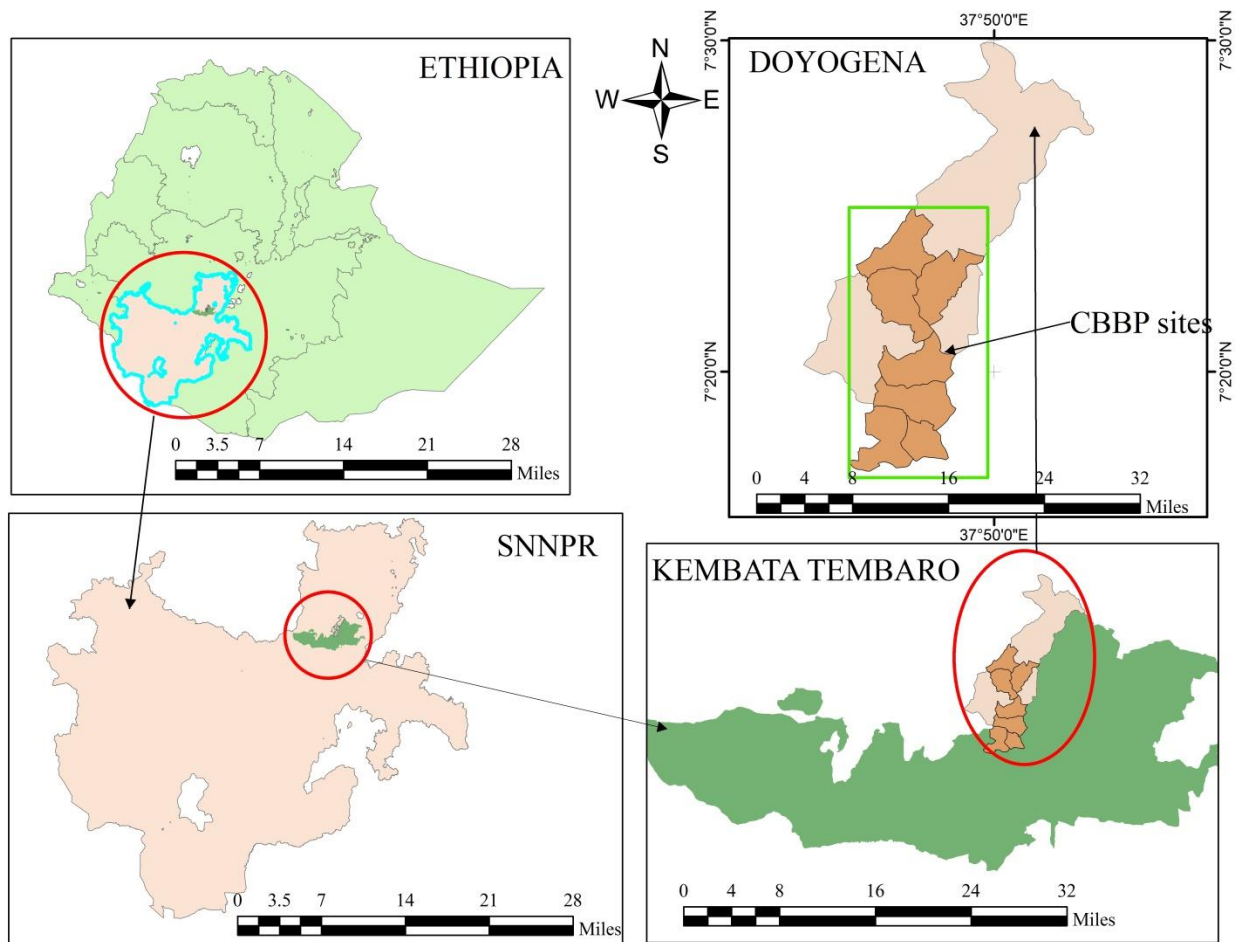 ETHIOPIA
0 3.5 7 14 21 28
Miles
N
W E
S
37°50'0"E
7°30'0"N
7°30'0"N
DOYOGENA
CBBP sites
7°20'0"N
7°20'0"N
0 4 8 16 24 32
Miles
37°50'0"E
SNNPR
0 3.5 7 14 21 28
Miles
KEMBATA TEMBARO
0 4 8 16 24 32
Miles